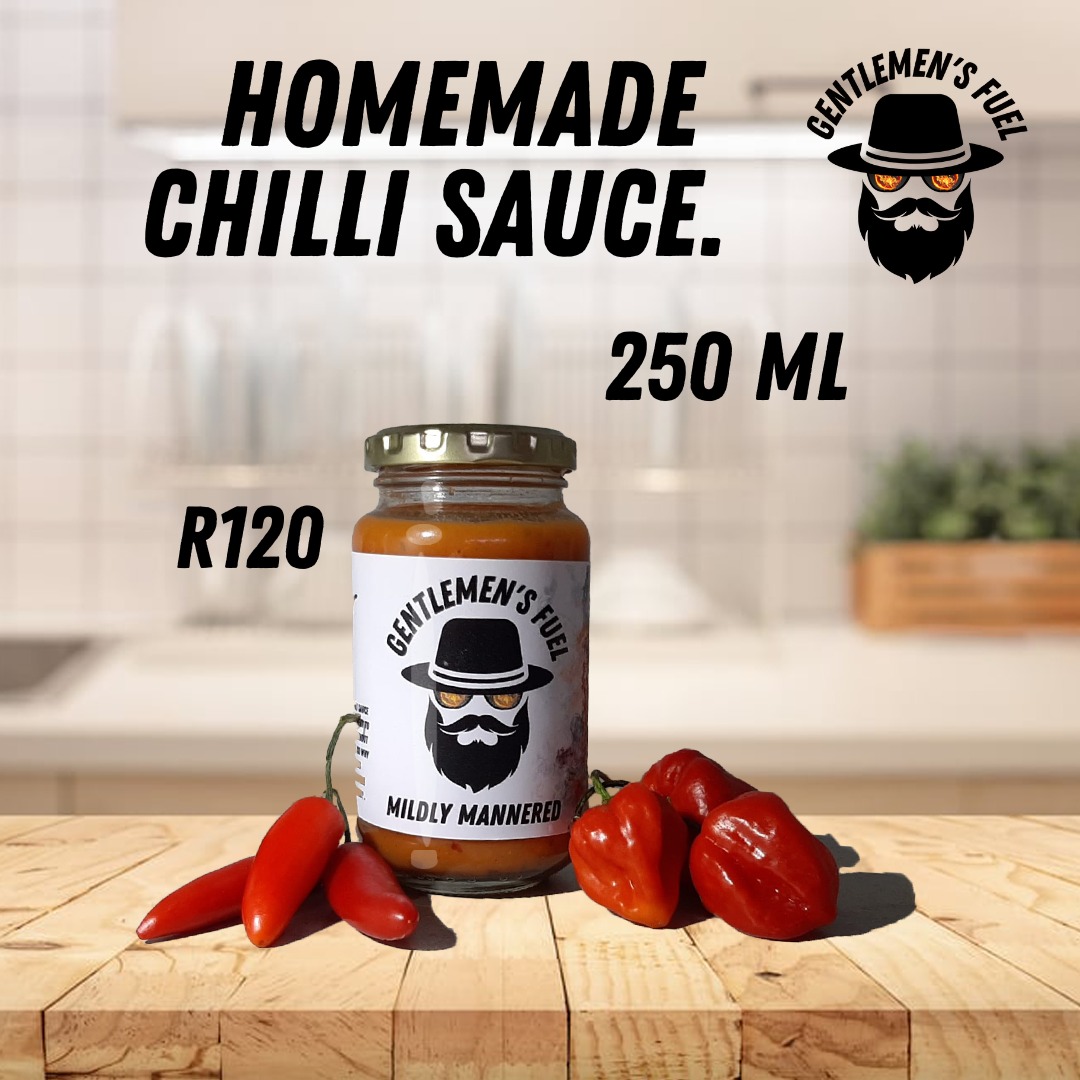 HOMEMADE
CHILLI SAUCE.
GENTLEMEN'S FUEL
250 ML
R120
GENTLEMEN'S FUEL
MILDLY MANNERED